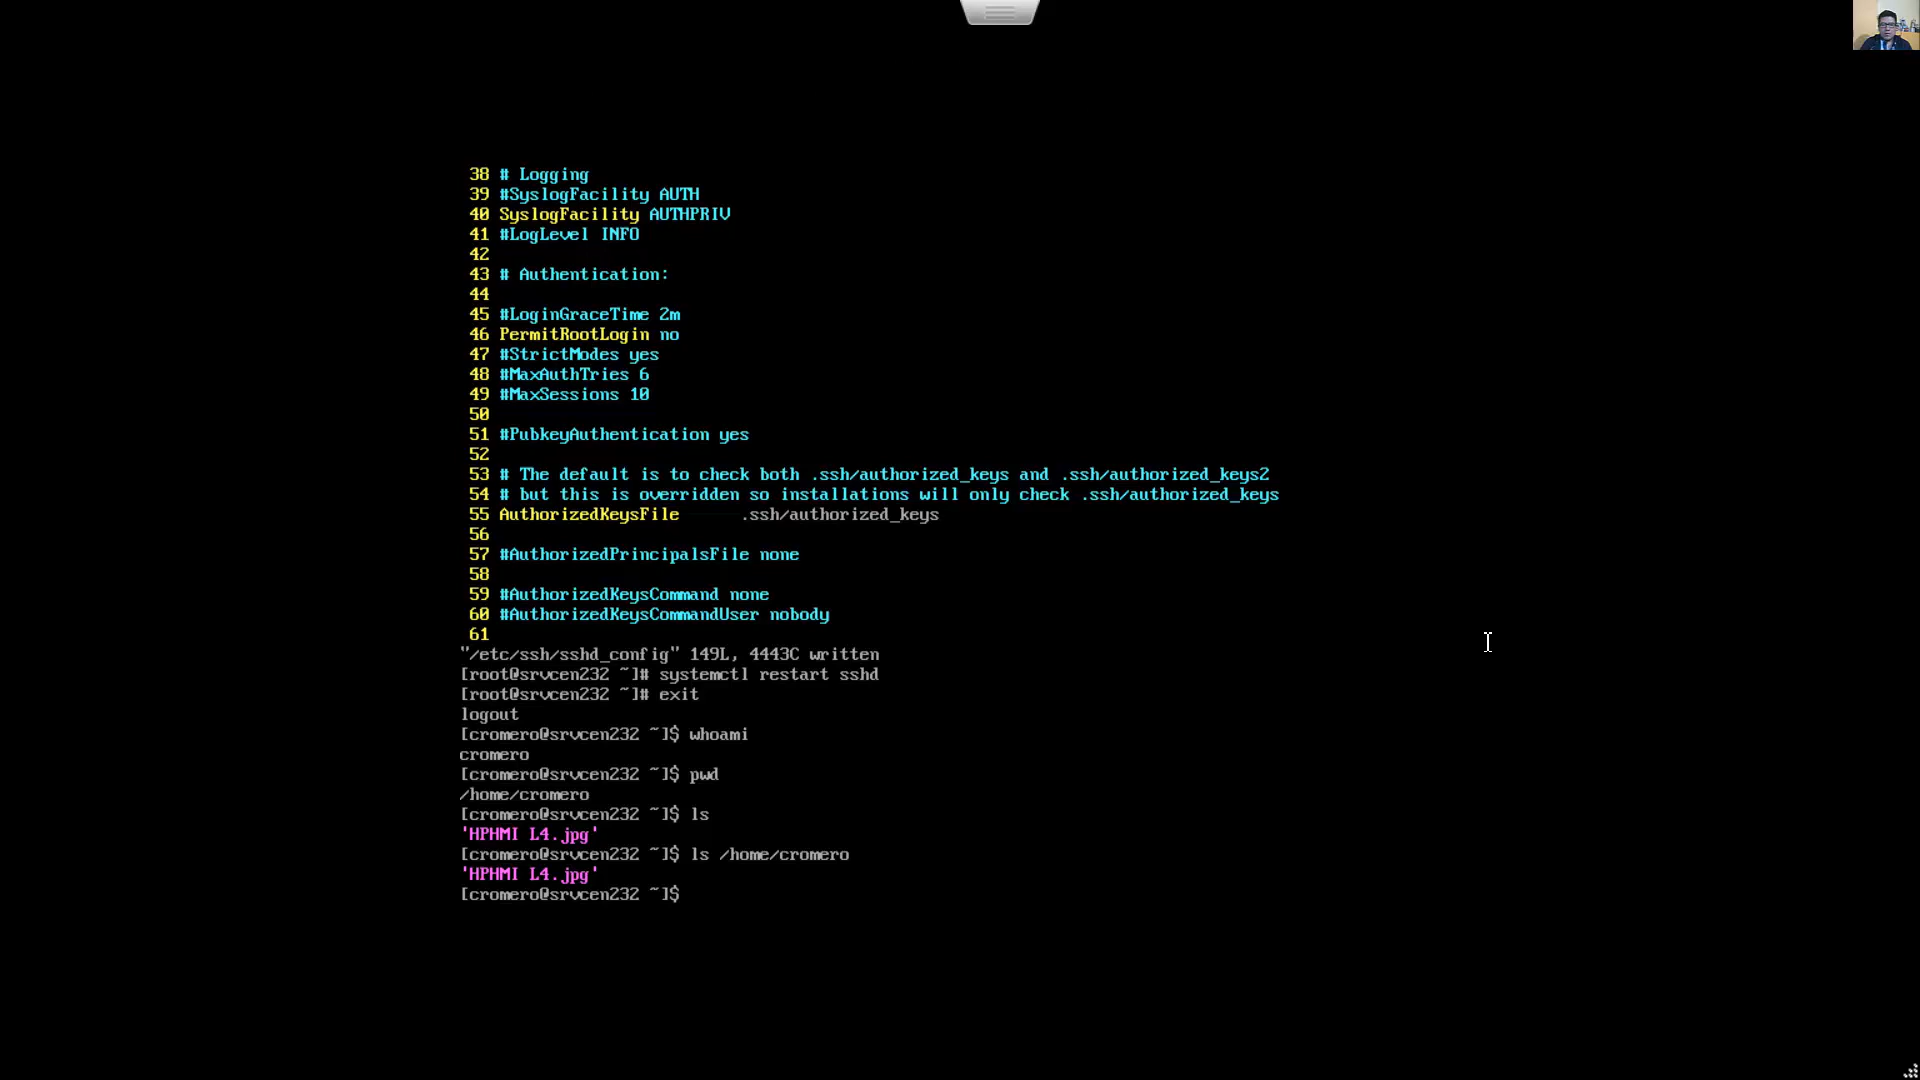 38 # Logging
39 #SyslogFacility AUTH
40 SyslogFacility AUTHPRIV
41 #LogLevel INFO
42
43 # Authentication:
44
45 #LoginGraceTime 2m
46 PermitRootLogin no
47 #StrictModes yes
48 #MaxAuthTries 6
49 #MaxSessions 10
50
51 #PubkeyAuthentication yes
52
53 # The default is to check both .ssh/authorized_keys and .ssh/authorized_keys2
54 # but this is overridden so installations will only check .ssh/authorized_keys
55 AuthorizedKeysFile      .ssh/authorized_keys
56
57 #AuthorizedPrincipalsFile none
58
59 #AuthorizedKeysCommand none
60 #AuthorizedKeysCommandUser nobody
61
"/etc/ssh/sshd_config" 149L, 4443C written
[root@srvcen232 ~]# systemctl restart sshd
[root@srvcen232 ~]# exit
logout
[cromero@srvcen232 ~]$ whoami
cromero
[cromero@srvcen232 ~]$ pwd
/home/cromero
[cromero@srvcen232 ~]$ ls
'HPHMI L4.jpg'
[cromero@srvcen232 ~]$ ls /home/cromero
'HPHMI L4.jpg'
[cromero@srvcen232 ~]$